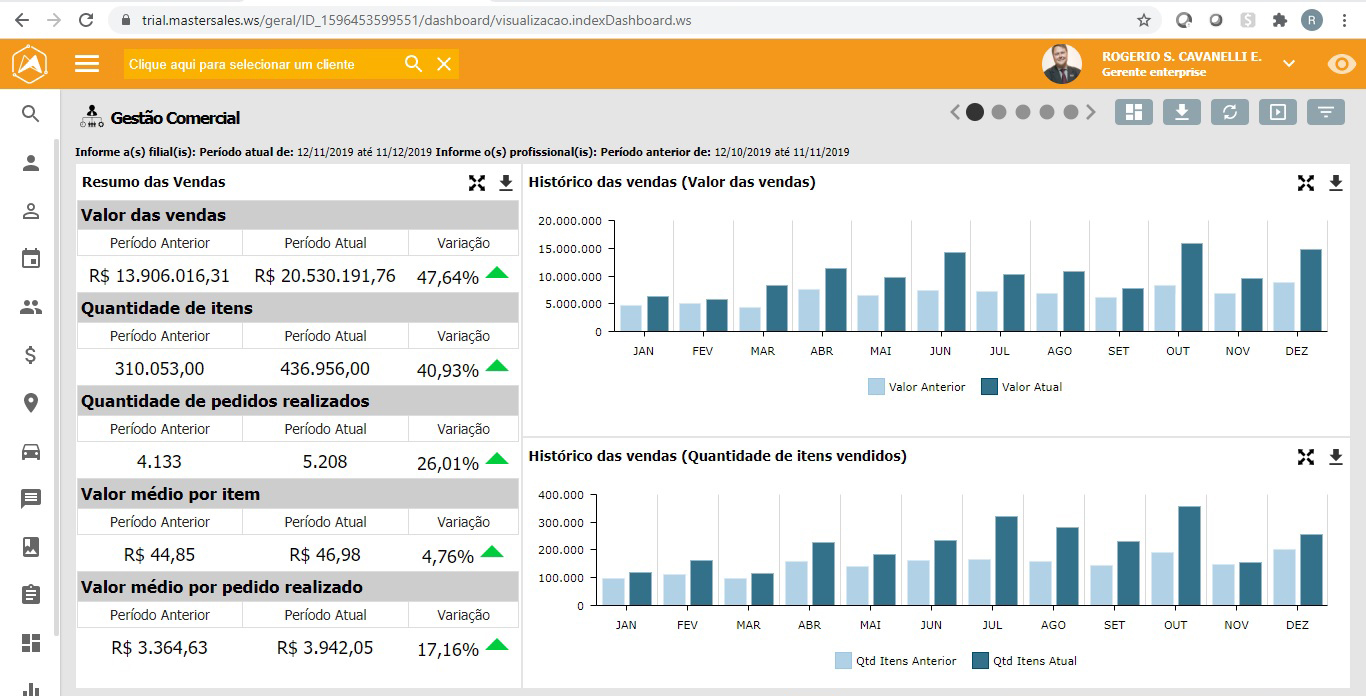 trial.mastersales.ws/geral/ID_1596453599551/dashboard/visualizacao.indexDashboard.ws
R
Clique aqui para selecionar um cliente
ROGERIO S. CAVANELLI E.
Gerente enterprise
Gestão Comercial
Informe a(s) filial(is): Período atual de: 12/11/2019 até 11/12/2019 Informe o(s) profissional(is): Período anterior de: 12/10/2019 até 11/11/2019
Resumo das Vendas
Valor das vendas
Período Anterior Período Atual Variação
R$ 13.906.016,31 R$ 20.530.191,76 47,64%
Quantidade de itens
Período Anterior Período Atual Variação
310.053,00 436.956,00 40,93%
Quantidade de pedidos realizados
Período Anterior Período Atual Variação
4.133 5.208 26,01%
Valor médio por item
Período Anterior Período Atual Variação
R$ 44,85 R$ 46,98 4,76%
Valor médio por pedido realizado
Período Anterior Período Atual Variação
R$ 3.364,63 R$ 3.942,05 17,16%
Histórico das vendas (Valor das vendas)
20.000.000
15.000.000
10.000.000
5.000.000
0
JAN FEV MAR ABR MAI JUN JUL AGO SET OUT NOV DEZ
Valor Anterior Valor Atual
Histórico das vendas (Quantidade de itens vendidos)
400.000
300.000
200.000
100.000
0
JAN FEV MAR ABR MAI JUN JUL AGO SET OUT NOV DEZ
Qtd Itens Anterior Qtd Itens Atual